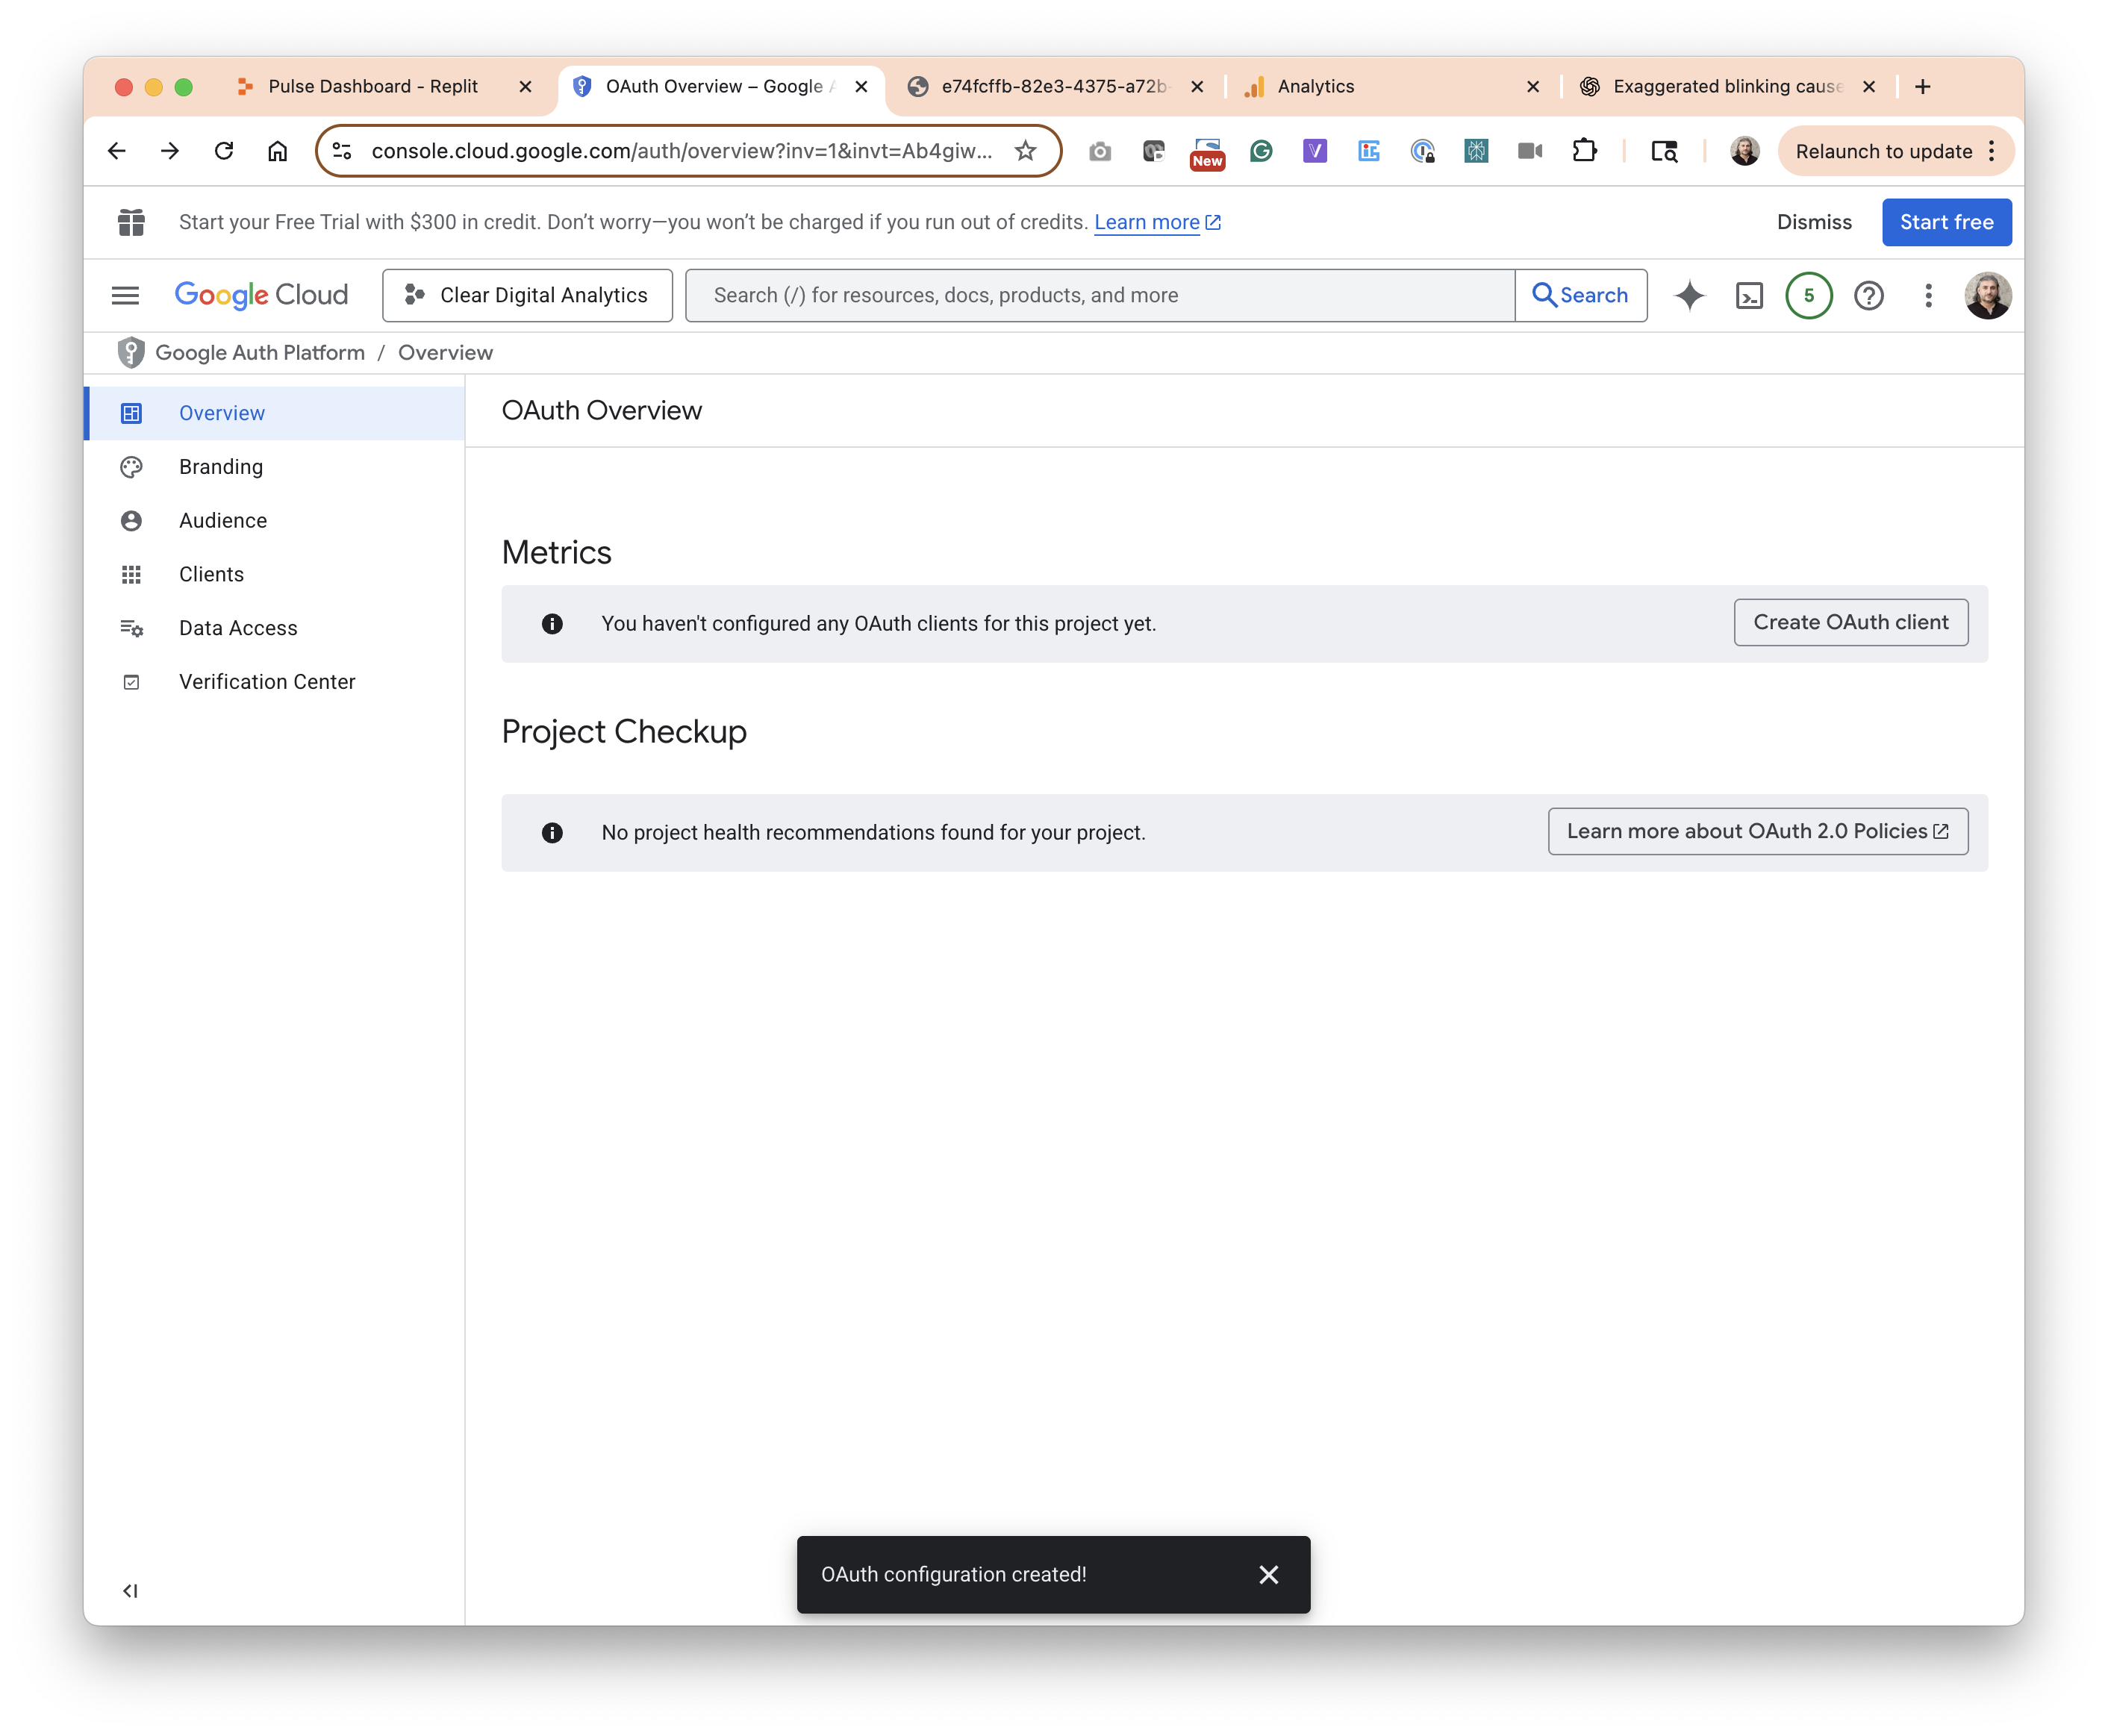 Pulse Dashboard - Replit
OAuth Overview – Google
e74fcffb-82e3-4375-a72b-
Analytics
Exaggerated blinking cause
console.cloud.google.com/auth/overview?inv=1&invt=Ab4giw...
New
Relaunch to update
Start your Free Trial with $300 in credit. Don’t worry—you won’t be charged if you run out of credits. Learn more
Dismiss
Start free
Google Cloud
Clear Digital Analytics
Search (/) for resources, docs, products, and more
Search
5
Google Auth Platform / Overview
Overview
Branding
Audience
Clients
Data Access
Verification Center
OAuth Overview
Metrics
You haven't configured any OAuth clients for this project yet.
Create OAuth client
Project Checkup
No project health recommendations found for your project.
Learn more about OAuth 2.0 Policies
OAuth configuration created!